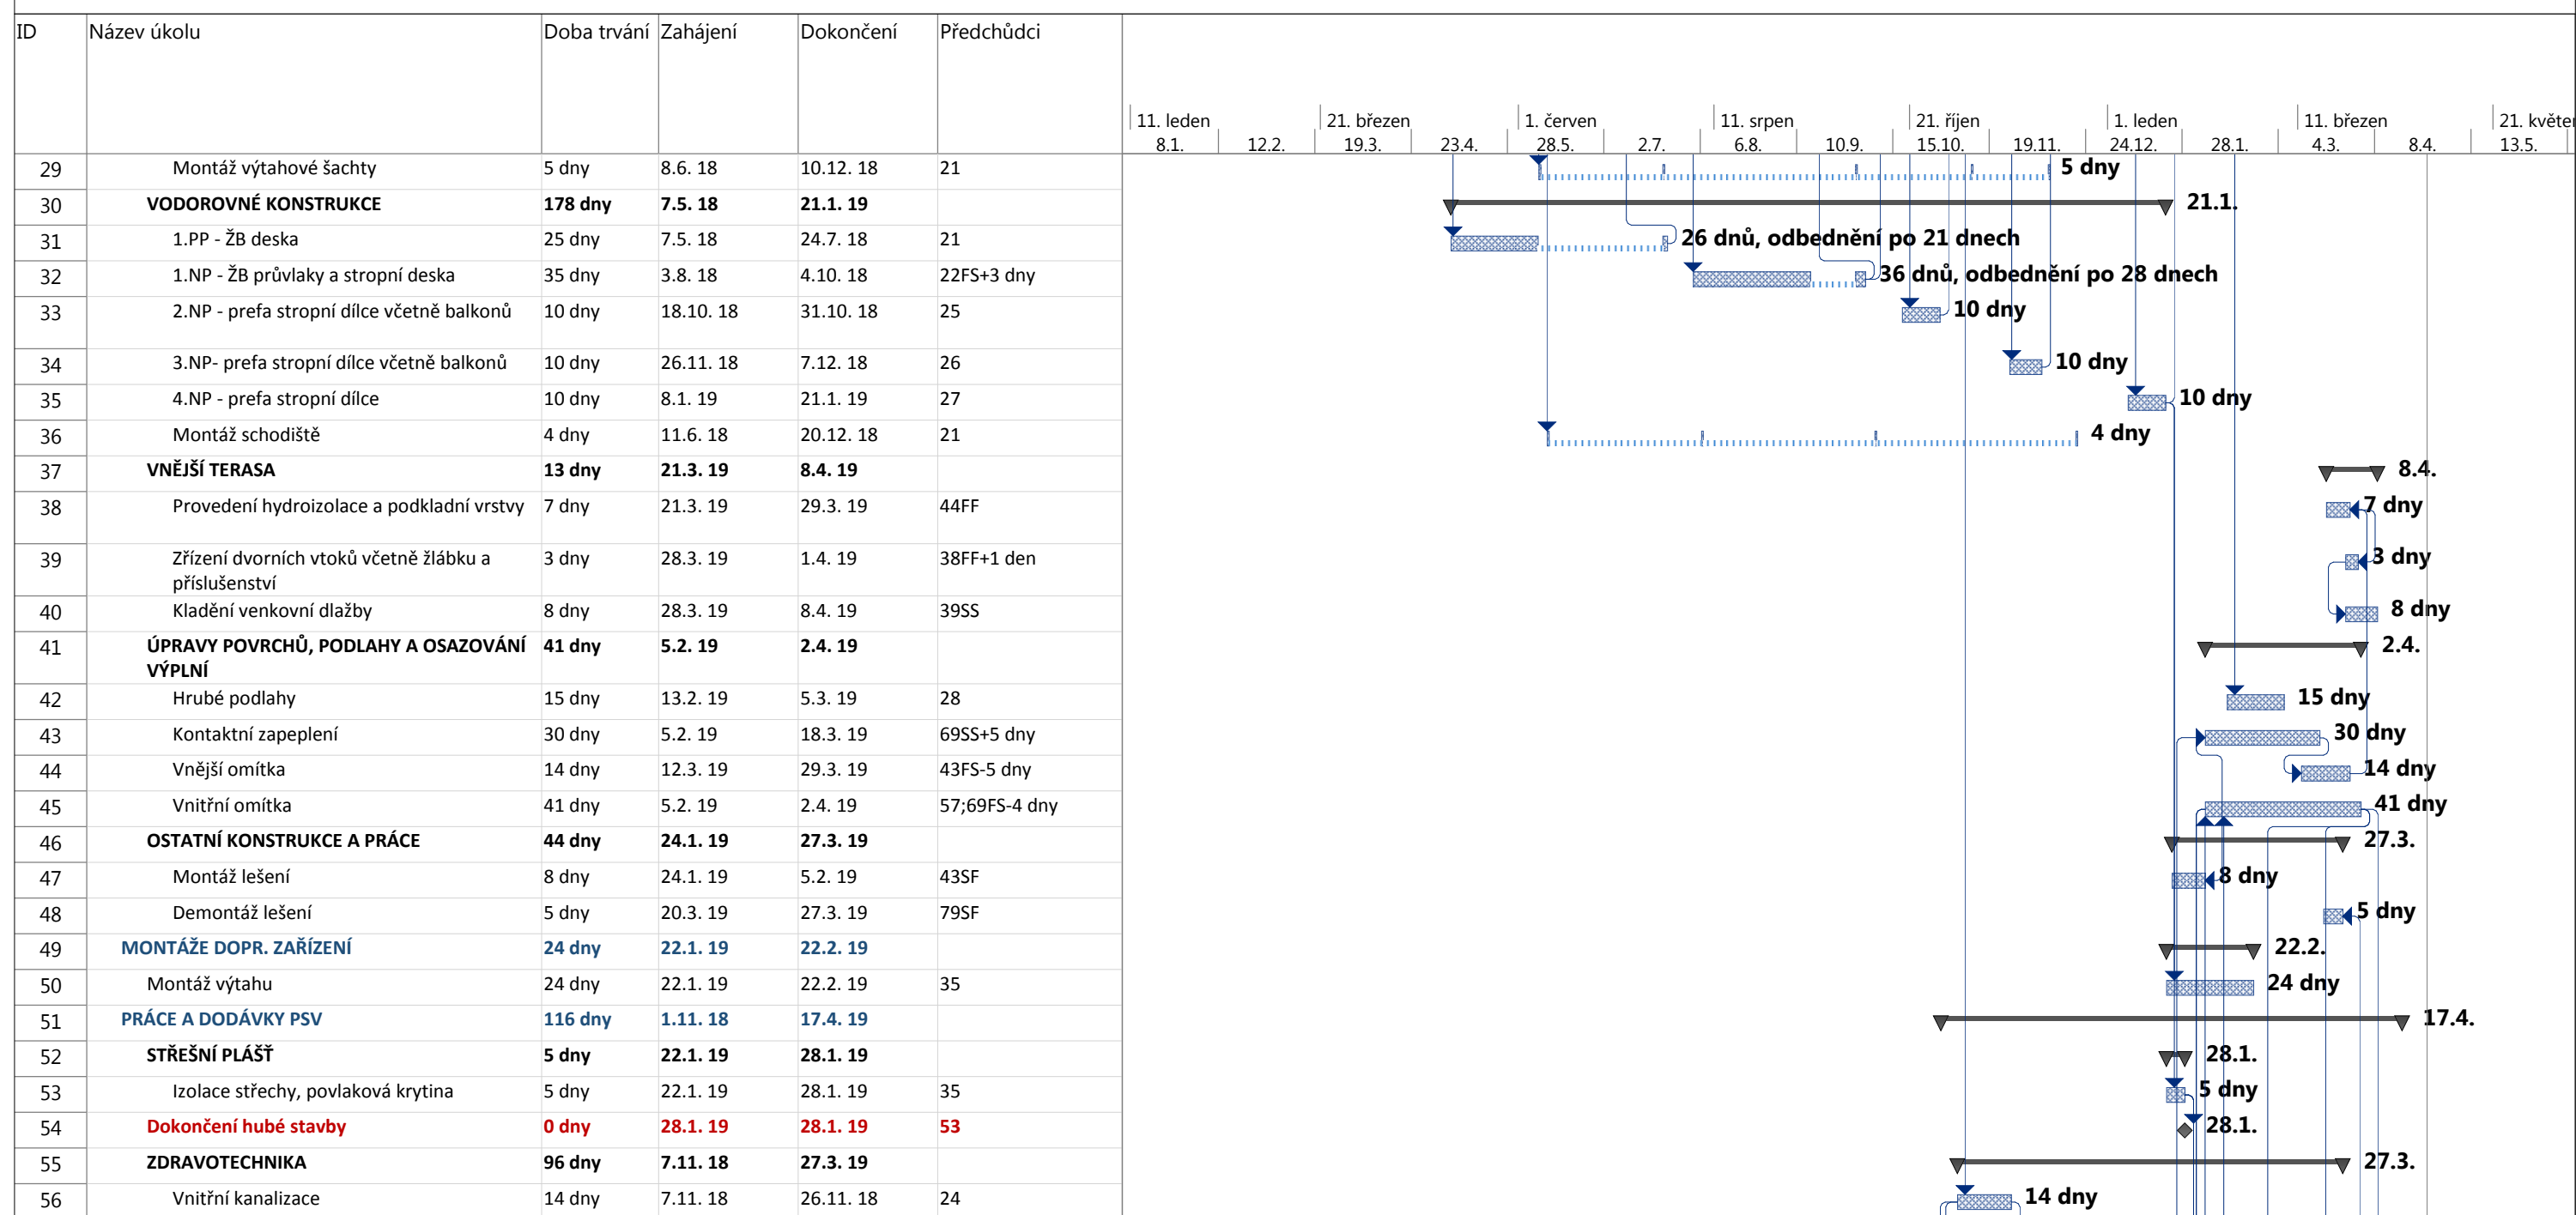 ID Název úkolu Doba trvání Zahájení Dokončení Předchůdci
11. leden 21. březen 1. červen 11. srpen 21. říjen 1. leden 11. březen 21. květen
8.1. 12.2. 19.3. 23.4. 28.5. 2.7. 6.8. 10.9. 15.10. 19.11. 24.12. 28.1. 4.3. 8.4. 13.5.
29 Montáž výtahové šachty 5 dny 8.6. 18 10.12. 18 21 5 dny
30 VODOROVNÉ KONSTRUKCE 178 dny 7.5. 18 21.1. 19 21.1.
31 1.PP - ŽB deska 25 dny 7.5. 18 24.7. 18 21 26 dnů, odbednění po 21 dnech
32 1.NP - ŽB průvlaky a stropní deska 35 dny 3.8. 18 4.10. 18 22FS+3 dny 36 dnů, odbednění po 28 dnech
33 2.NP - prefa stropní dílce včetně balkonů 10 dny 18.10. 18 31.10. 18 25 10 dny
34 3.NP- prefa stropní dílce včetně balkonů 10 dny 26.11. 18 7.12. 18 26 10 dny
35 4.NP - prefa stropní dílce 10 dny 8.1. 19 21.1. 19 27 10 dny
36 Montáž schodiště 4 dny 11.6. 18 20.12. 18 21 4 dny
37 VNĚJŠÍ TERASA 13 dny 21.3. 19 8.4. 19 8.4.
38 Provedení hydroizolace a podkladní vrstvy 7 dny 21.3. 19 29.3. 19 44FF 7 dny
39 Zřízení dvorních vtoků včetně žlábku a 3 dny 28.3. 19 1.4. 19 38FF+1 den 3 dny
příslušenství
40 Kladění venkovní dlažby 8 dny 28.3. 19 8.4. 19 39SS 8 dny
41 ÚPRAVY POVRCHŮ, PODLAHY A OSAZOVÁNÍ 41 dny 5.2. 19 2.4. 19 2.4.
VÝPLNÍ
42 Hrubé podlahy 15 dny 13.2. 19 5.3. 19 28 15 dny
43 Kontaktní zapeplení 30 dny 5.2. 19 18.3. 19 69SS+5 dny 30 dny
44 Vnější omítka 14 dny 12.3. 19 29.3. 19 43FS-5 dny 14 dny
45 Vnitřní omítka 41 dny 5.2. 19 2.4. 19 57;69FS-4 dny 41 dny
46 OSTATNÍ KONSTRUKCE A PRÁCE 44 dny 24.1. 19 27.3. 19 27.3.
47 Montáž lešení 8 dny 24.1. 19 5.2. 19 43SF 8 dny
48 Demontáž lešení 5 dny 20.3. 19 27.3. 19 79SF 5 dny
49 MONTÁŽE DOPR. ZAŘÍZENÍ 24 dny 22.1. 19 22.2. 19 22.2.
50 Montáž výtahu 24 dny 22.1. 19 22.2. 19 35 24 dny
51 PRÁCE A DODÁVKY PSV 116 dny 1.11. 18 17.4. 19 17.4.
52 STŘEŠNÍ PLÁŠŤ 5 dny 22.1. 19 28.1. 19 28.1.
53 Izolace střechy, povlaková krytina 5 dny 22.1. 19 28.1. 19 35 5 dny
54 Dokončení hubé stavby 0 dny 28.1. 19 28.1. 19 53 28.1.
55 ZDRAVOTECHNIKA 96 dny 7.11. 18 27.3. 19 27.3.
56 Vnitřní kanalizace 14 dny 7.11. 18 26.11. 18 24 14 dny